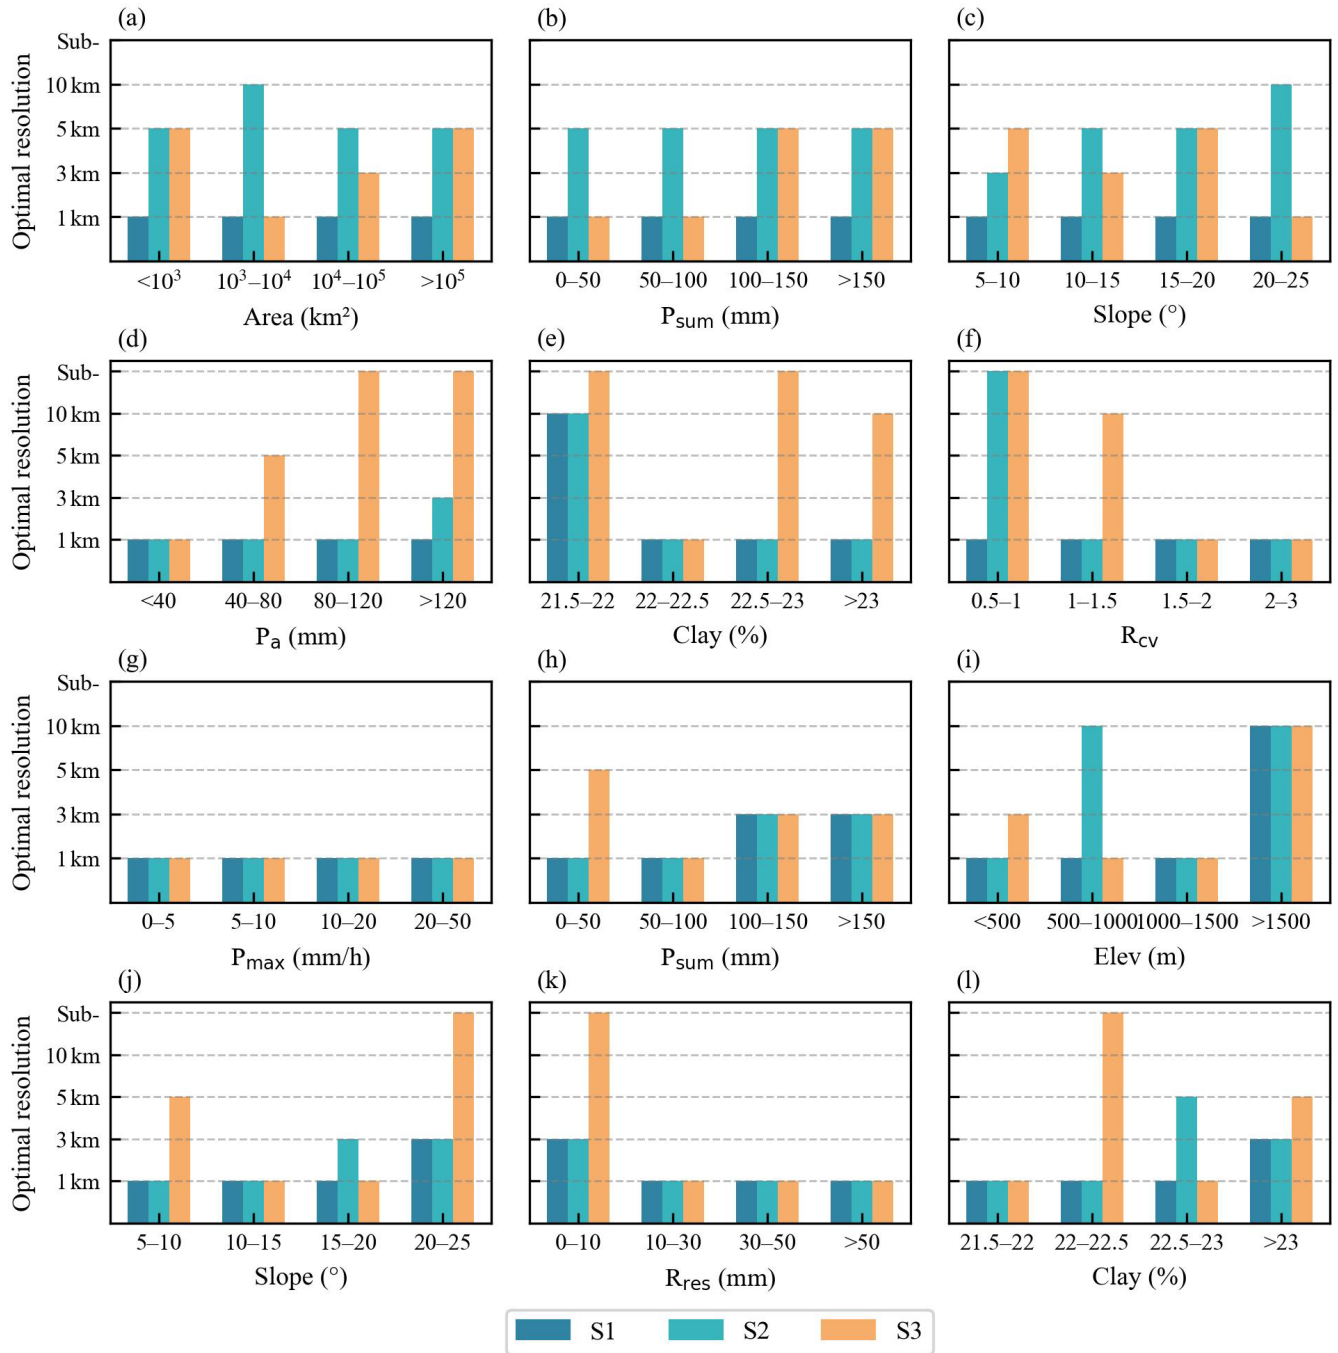 (a) (b) (c)
Optimal resolution
Sub-
10 km
5 km
3 km
1 km
<10³ 10³–10⁴ 10⁴–10⁵ >10⁵
Area (km²)
0–50 50–100 100–150 >150
Psum (mm)
5–10 10–15 15–20 20–25
Slope (°)
(d) (e) (f)
Optimal resolution
Sub-
10 km
5 km
3 km
1 km
<40 40–80 80–120 >120
Pa (mm)
21.5–22 22–22.5 22.5–23 >23
Clay (%)
0.5–1 1–1.5 1.5–2 2–3
Rcv
(g) (h) (i)
Optimal resolution
Sub-
10 km
5 km
3 km
1 km
0–5 5–10 10–20 20–50
Pmax (mm/h)
0–50 50–100 100–150 >150
Psum (mm)
<500 500–1000 1000–1500 >1500
Elev (m)
(j) (k) (l)
Optimal resolution
Sub-
10 km
5 km
3 km
1 km
5–10 10–15 15–20 20–25
Slope (°)
0–10 10–30 30–50 >50
Rres (mm)
21.5–22 22–22.5 22.5–23 >23
Clay (%)
S1 S2 S3